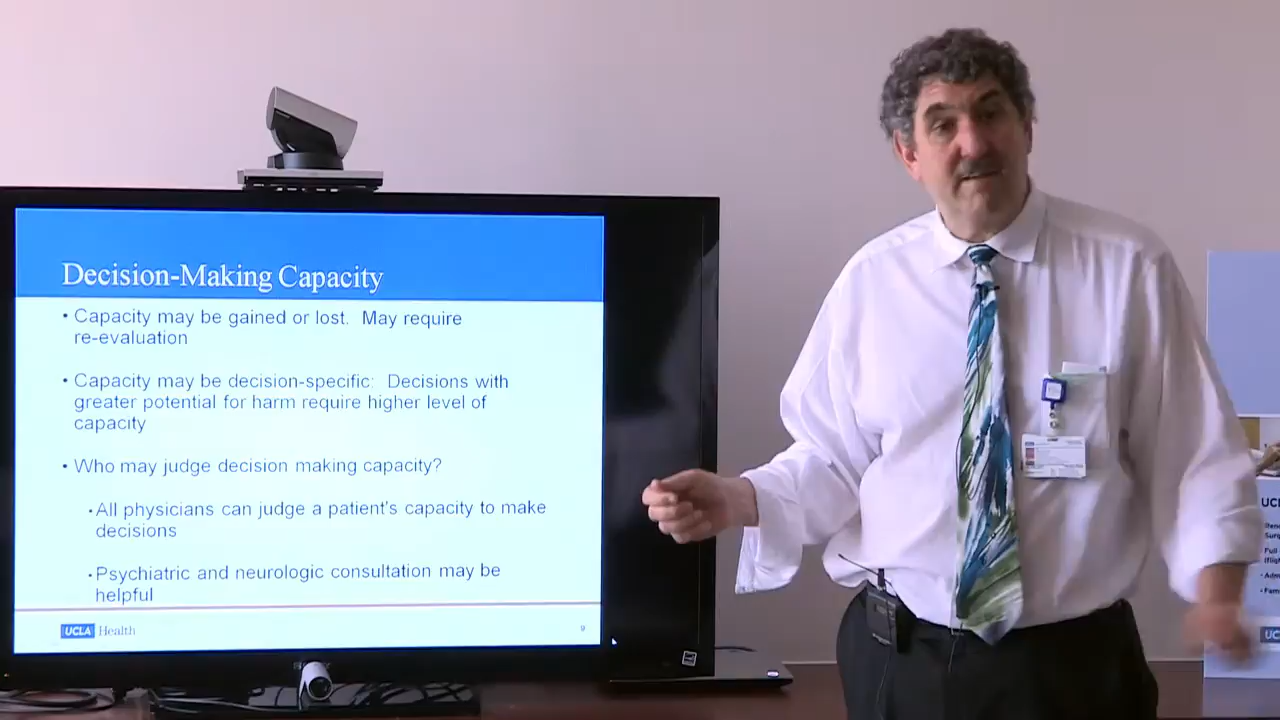 Decision-Making Capacity
• Capacity may be gained or lost. May require
re-evaluation
• Capacity may be decision-specific: Decisions with
greater potential for harm require higher level of
capacity
• Who may judge decision making capacity?
•All physicians can judge a patient's capacity to make
decisions
•Psychiatric and neurologic consultation may be
helpful
UCLA Health
9